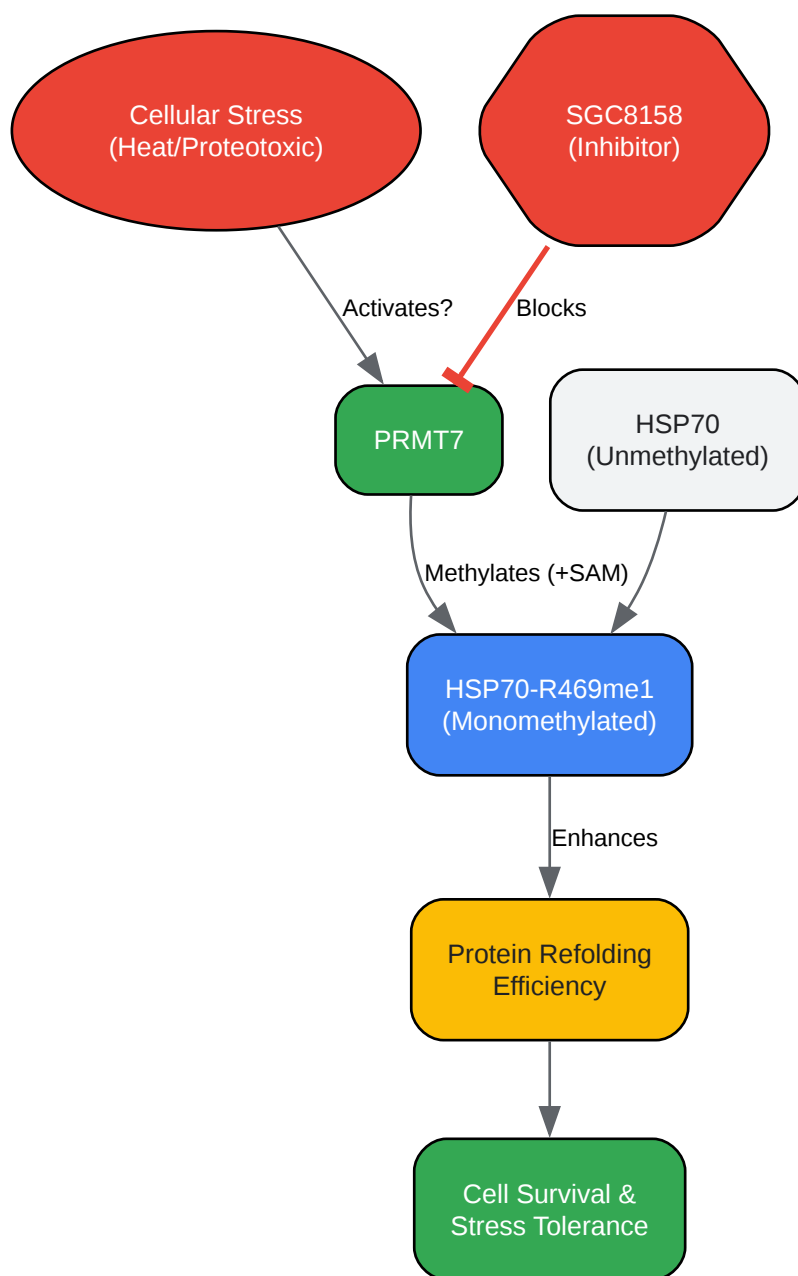 Cellular Stress
(Heat/Proteotoxic)
SGC8158
(Inhibitor)
Activates?
Blocks
PRMT7
HSP70
(Unmethylated)
Methylates (+SAM)
HSP70-R469me1
(Monomethylated)
Enhances
Protein Refolding
Efficiency
Cell Survival &
Stress Tolerance